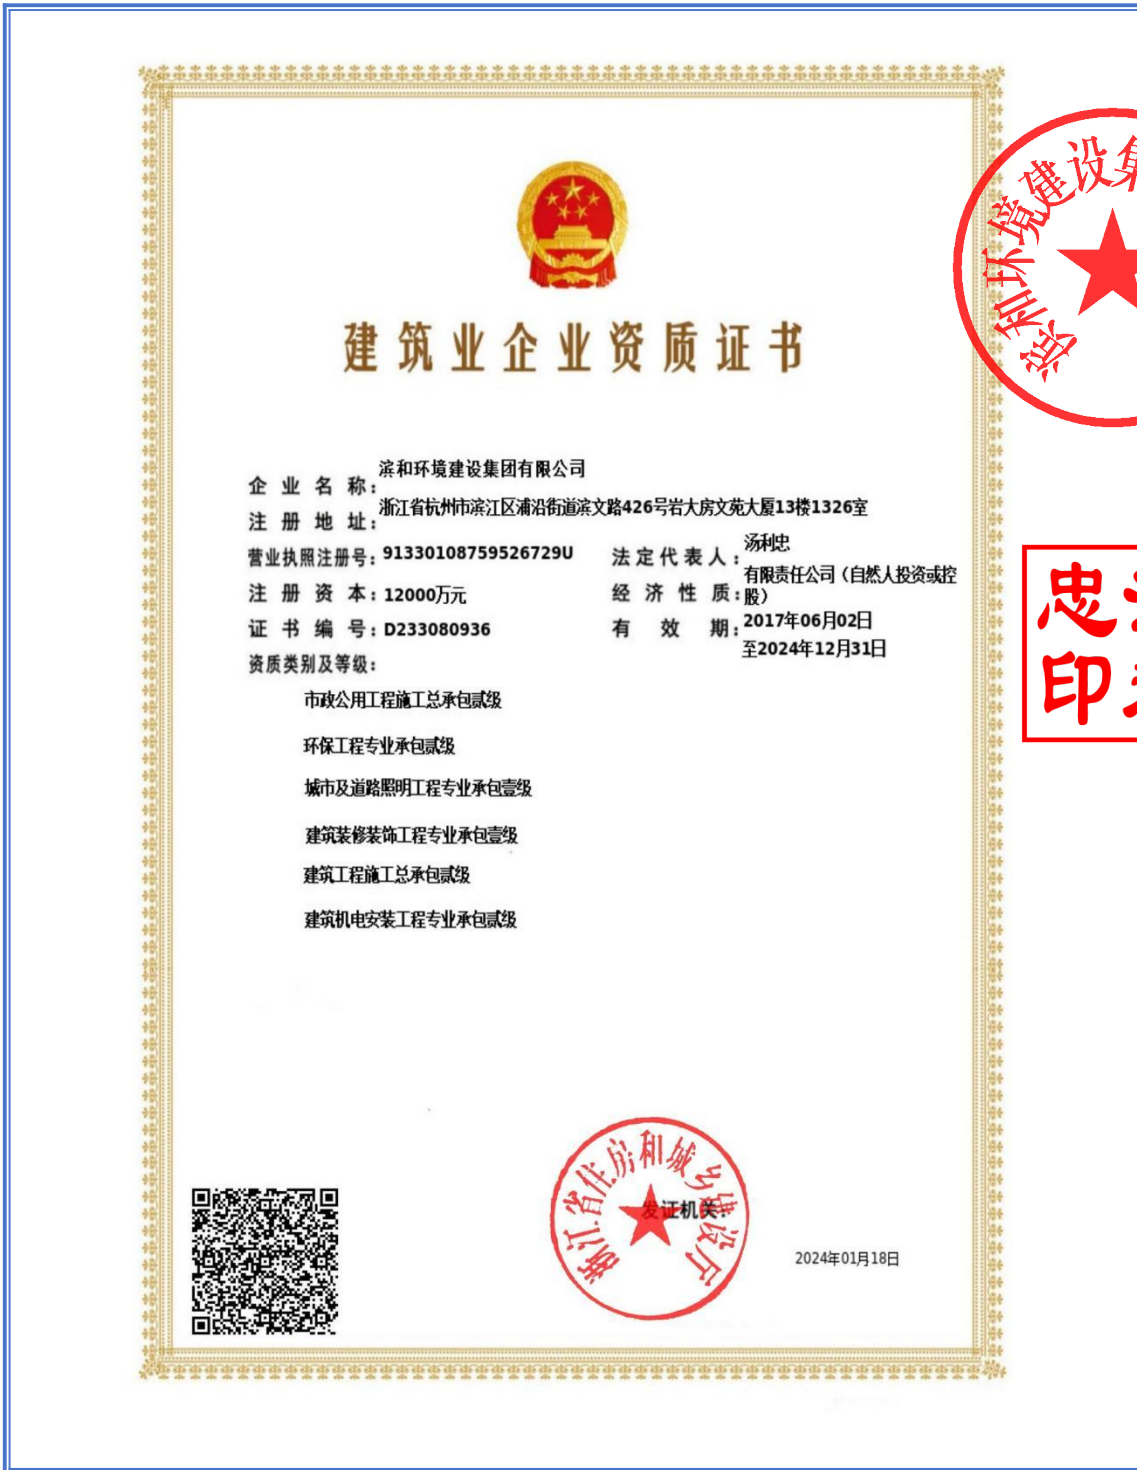 建筑业企业资质证书
滨和环境建设集
企业名称：滨和环境建设集团有限公司
注册地址：浙江省杭州市滨江区浦沿街道滨文路426号岩大房文苑大厦13楼1326室
营业执照注册号：91330108759526729U 法定代表人：汤利忠
注册资本：12000万元 经济性质：有限责任公司（自然人投资或控
股）
证书编号：D233080936 有效期：2017年06月02日
至2024年12月31日
资质类别及等级：
市政公用工程施工总承包贰级
环保工程专业承包贰级
城市及道路照明工程专业承包壹级
建筑装修装饰工程专业承包壹级
建筑工程施工总承包贰级
建筑机电安装工程专业承包贰级
忠
印
浙江省住房和城乡建设厅
发证机关：
2024年01月18日